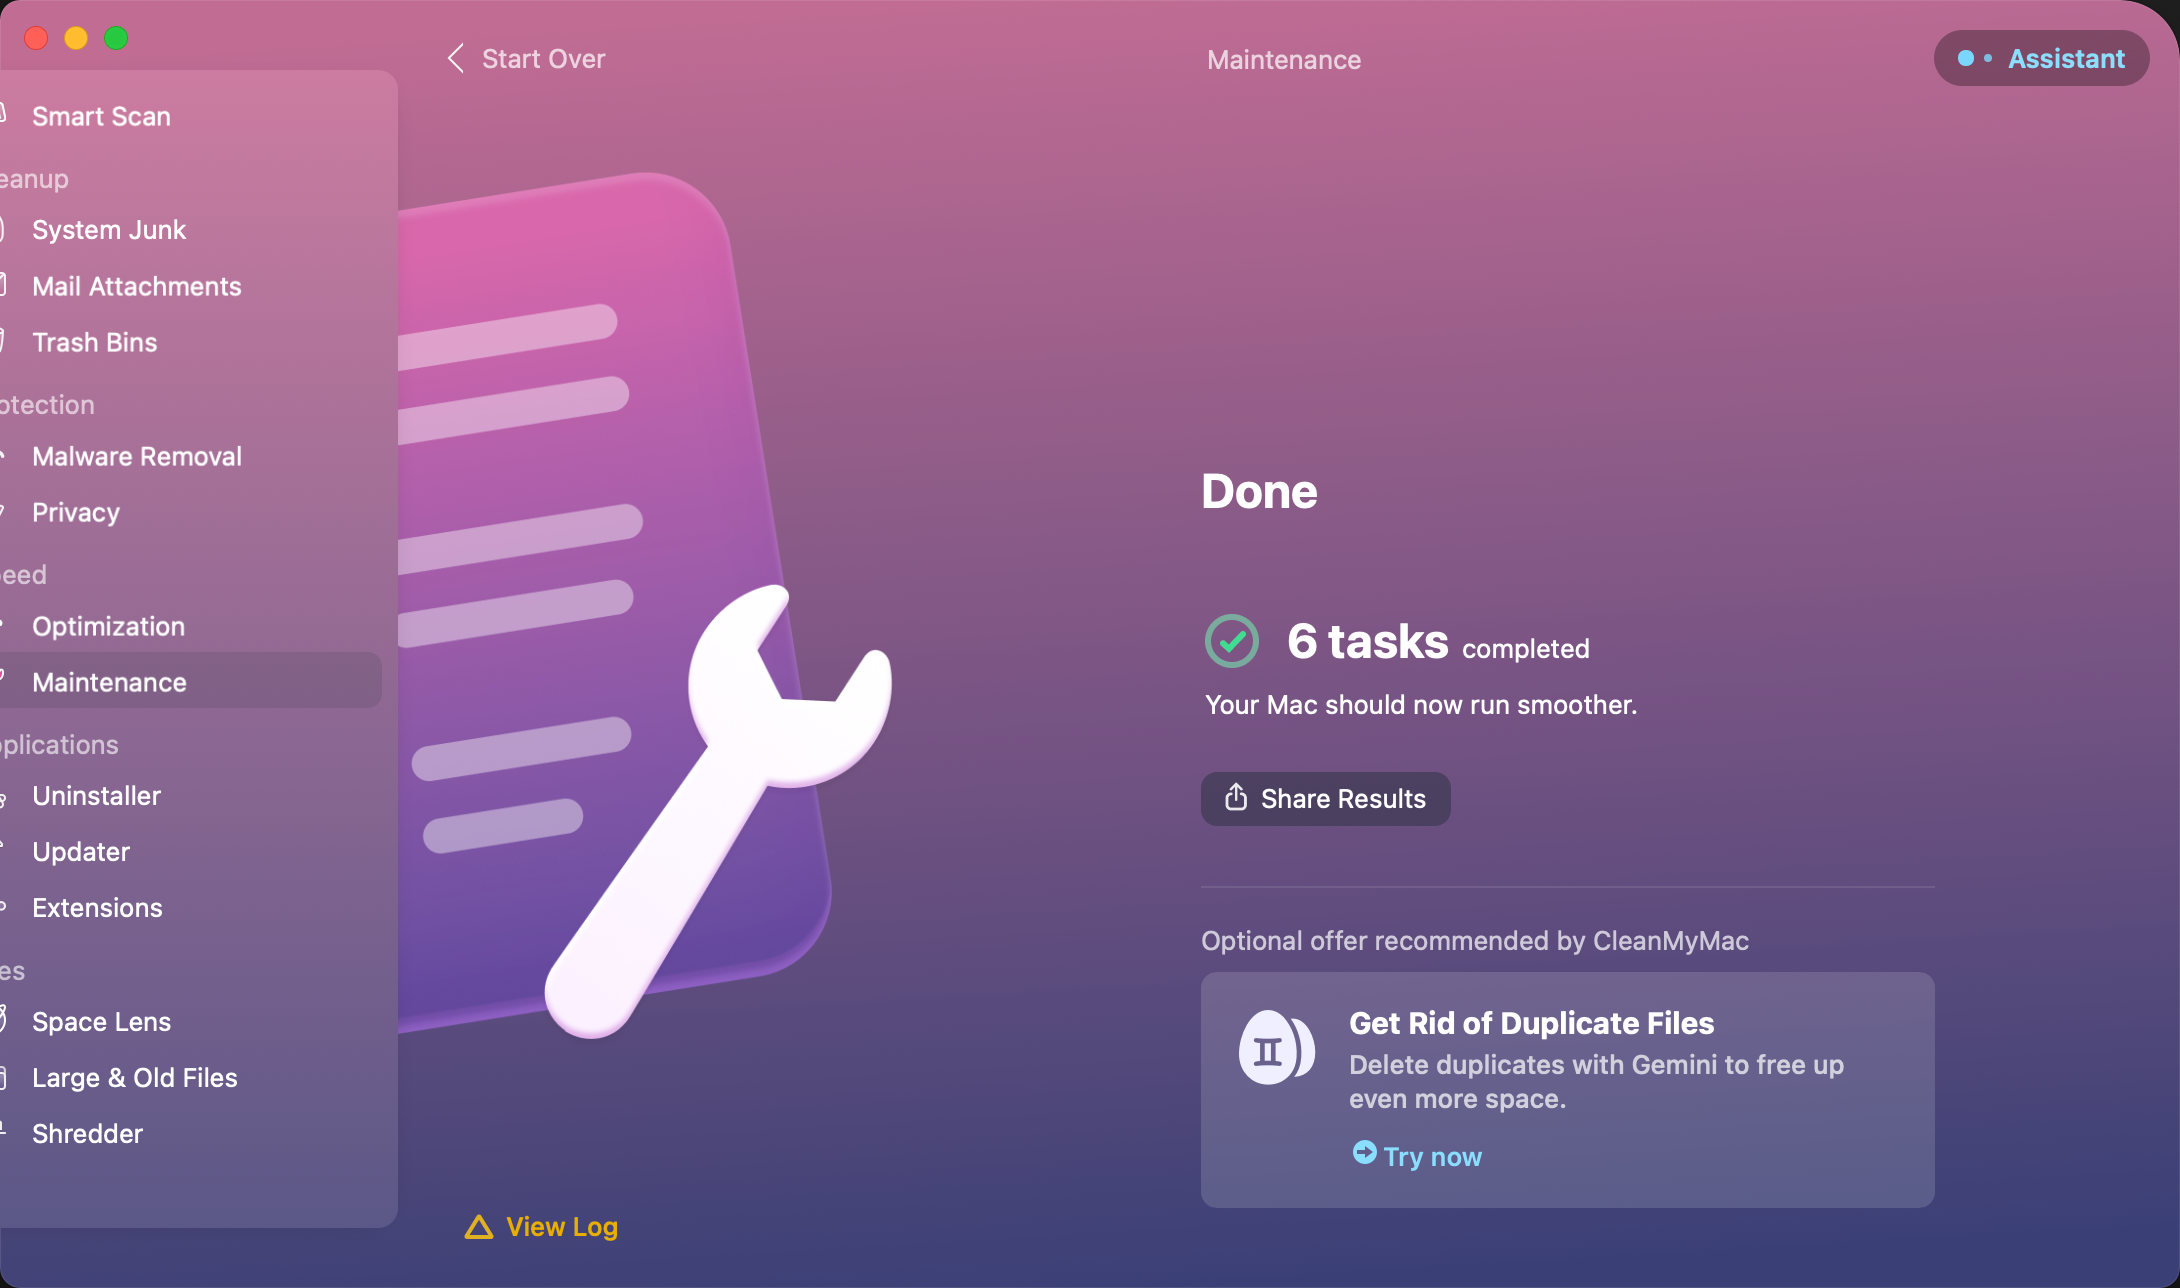 Start Over
Maintenance
Assistant
Smart Scan
eanup
System Junk
Mail Attachments
Trash Bins
otection
Malware Removal
Privacy
eed
Optimization
Maintenance
plications
Uninstaller
Updater
Extensions
es
Space Lens
Large & Old Files
Shredder
Done
6 tasks completed
Your Mac should now run smoother.
Share Results
Optional offer recommended by CleanMyMac
Get Rid of Duplicate Files
Delete duplicates with Gemini to free up
even more space.
Try now
View Log